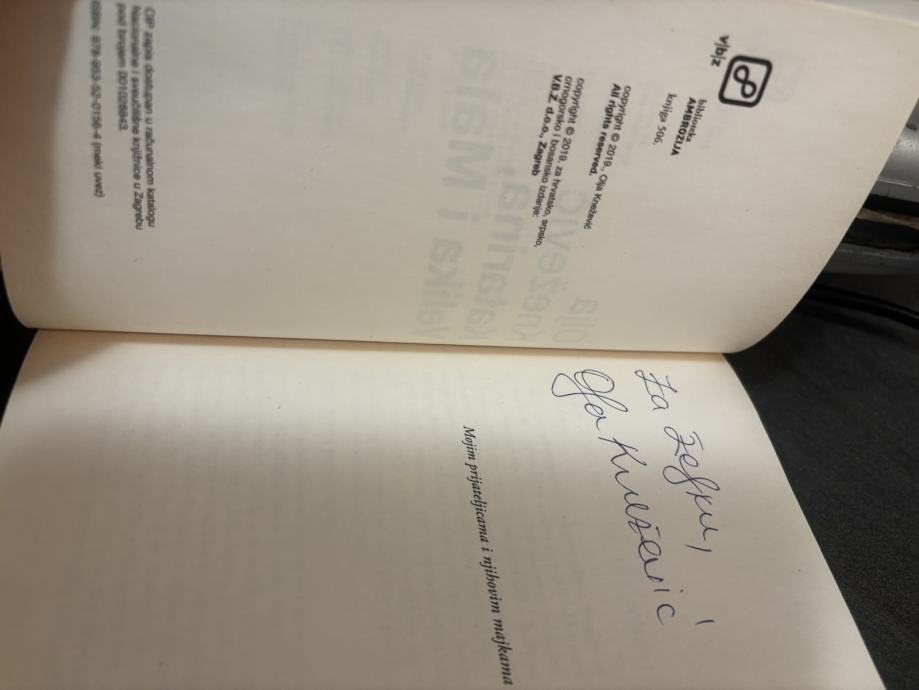 v|b|z
biblioteka
AMBROZIJA
knjiga 506.
copyright © 2019., Olja Knežević
All rights reserved.
copyright © 2019. za hrvatsko, srpsko,
crnogorsko i bosansko izdanje:
V.B.Z. d.o.o., Zagreb
CIP zapis dostupan u računalnom katalogu
Nacionalne i sveučilišne knjižnice u Zagrebu
pod brojem 001026643.
ISBN: 978-953-52-0156-4 (meki uvez)
Za Željku,
Olja Knežević
Mojim prijateljicama i njihovim majkama